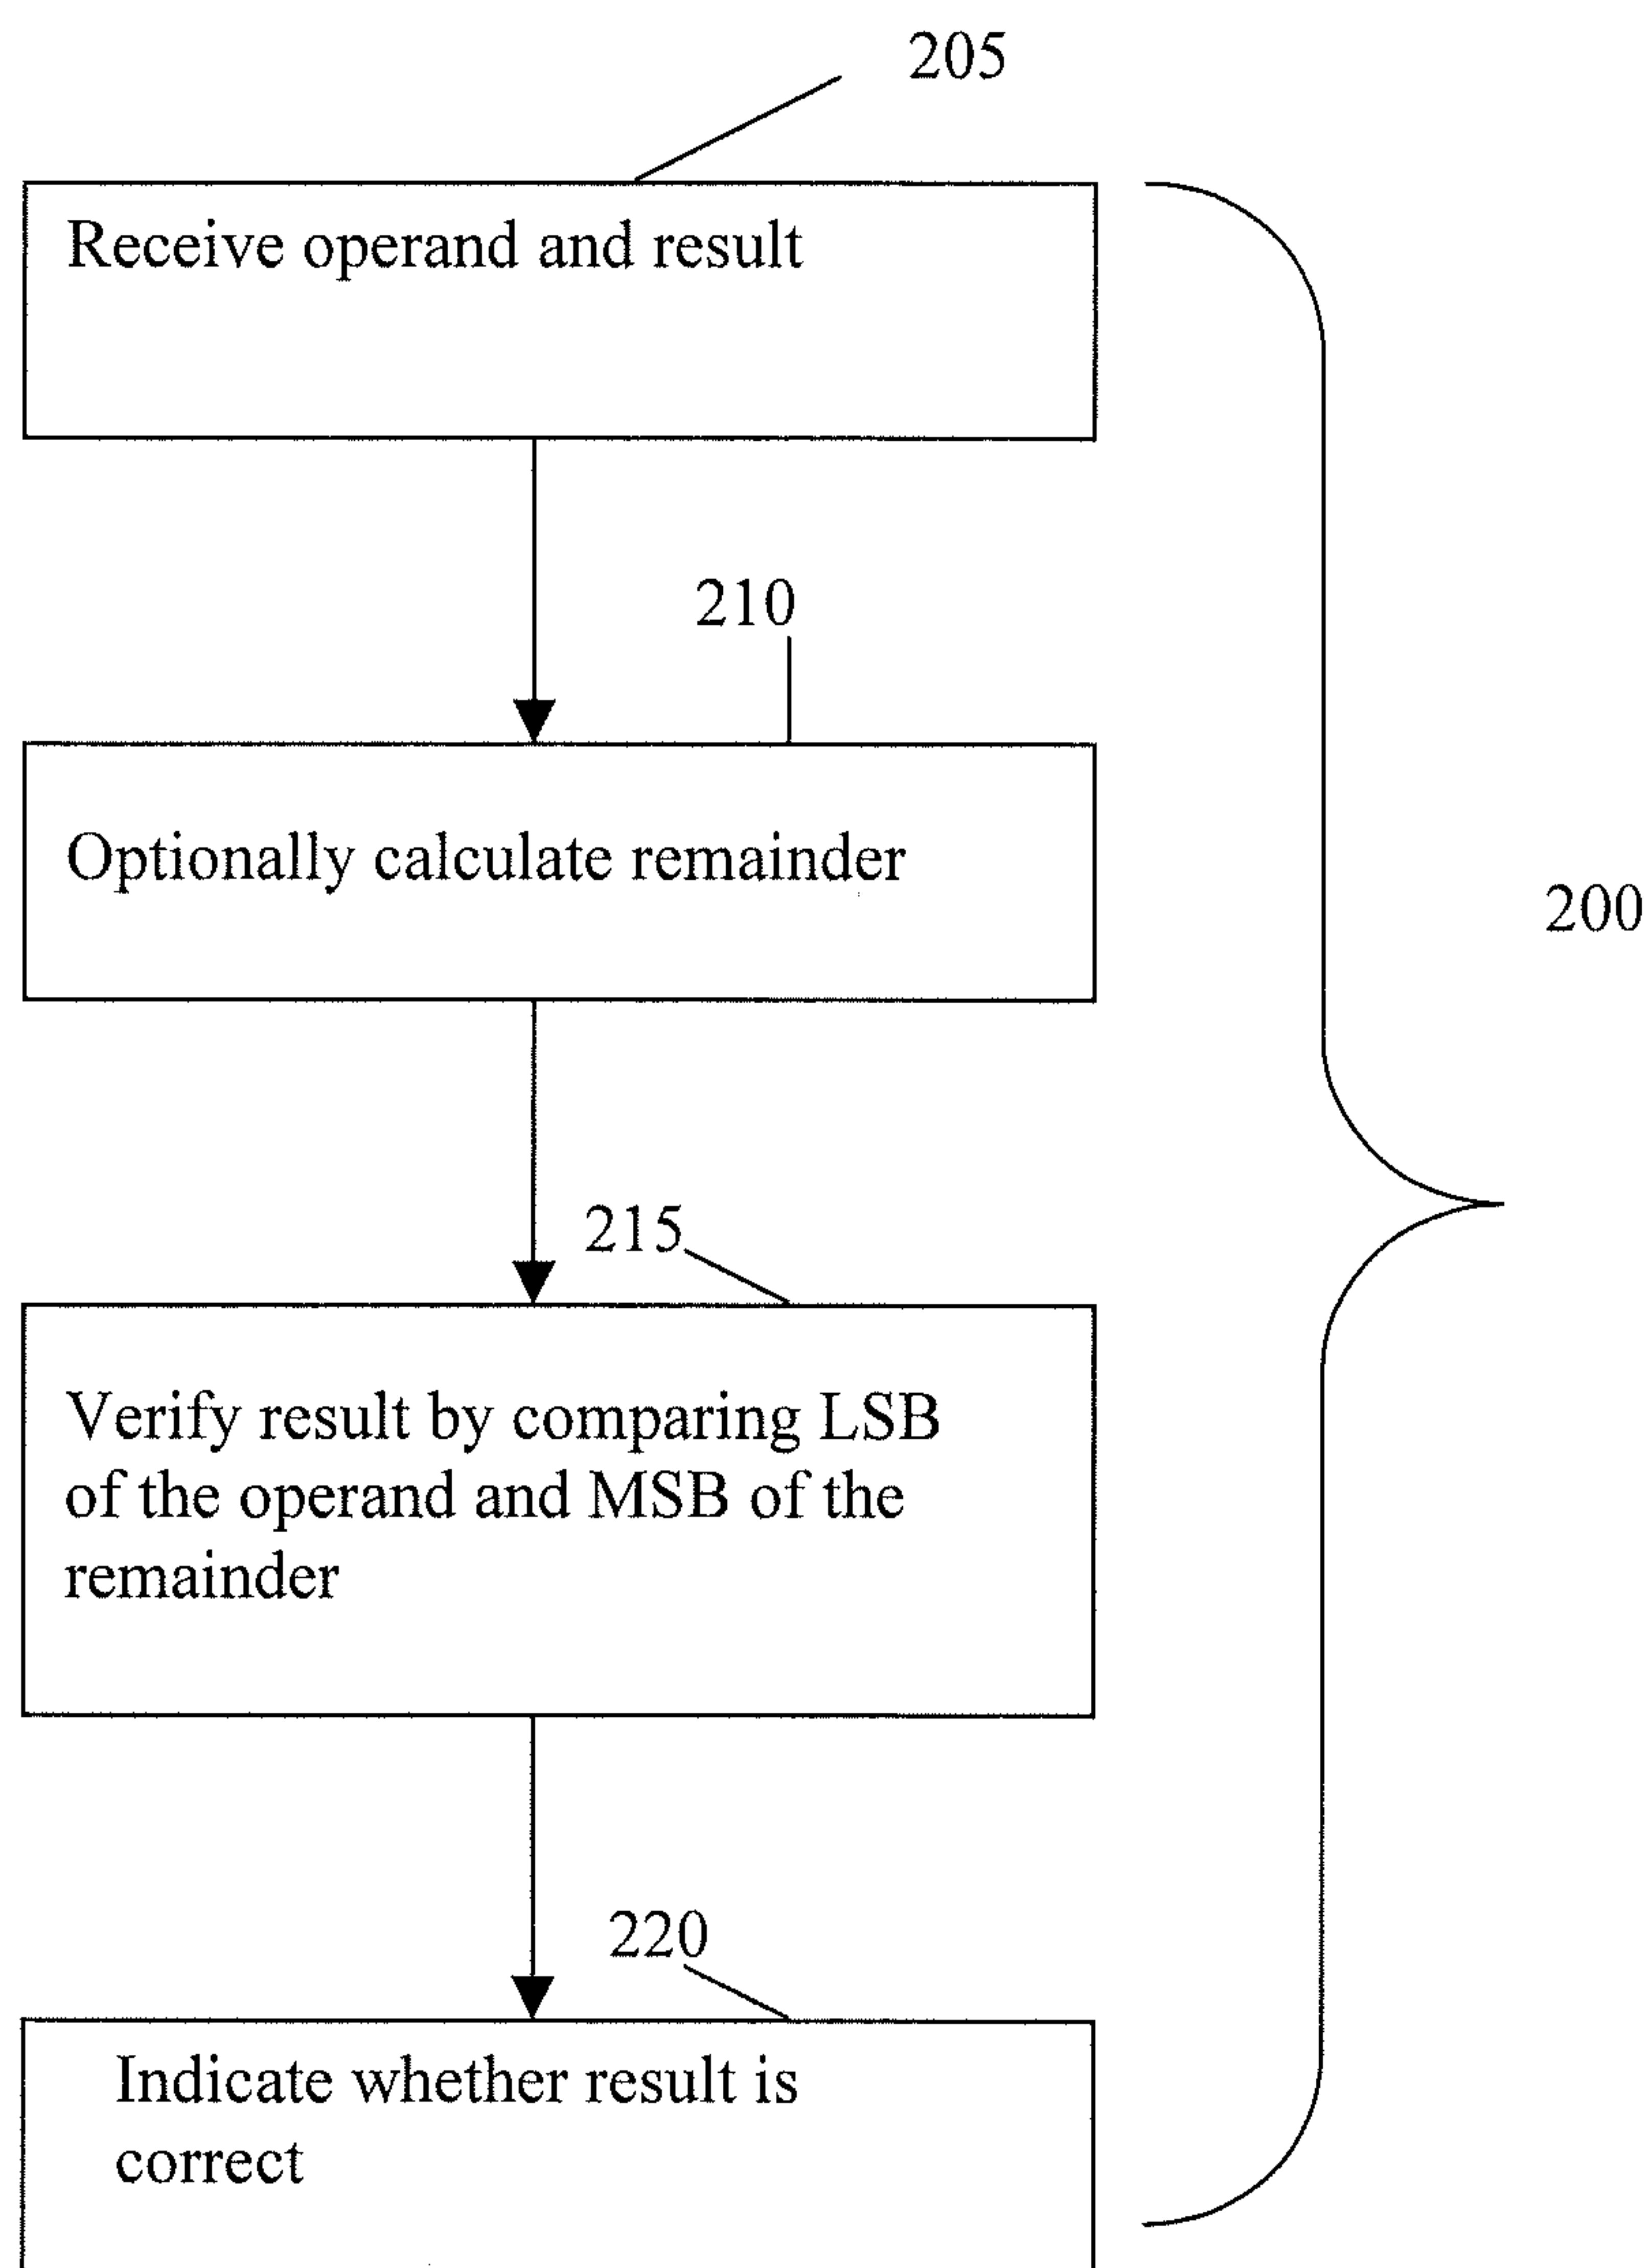 205
Receive operand and result
210
Optionally calculate remainder
200
215
Verify result by comparing LSB
of the operand and MSB of the
remainder
220
Indicate whether result is
correct